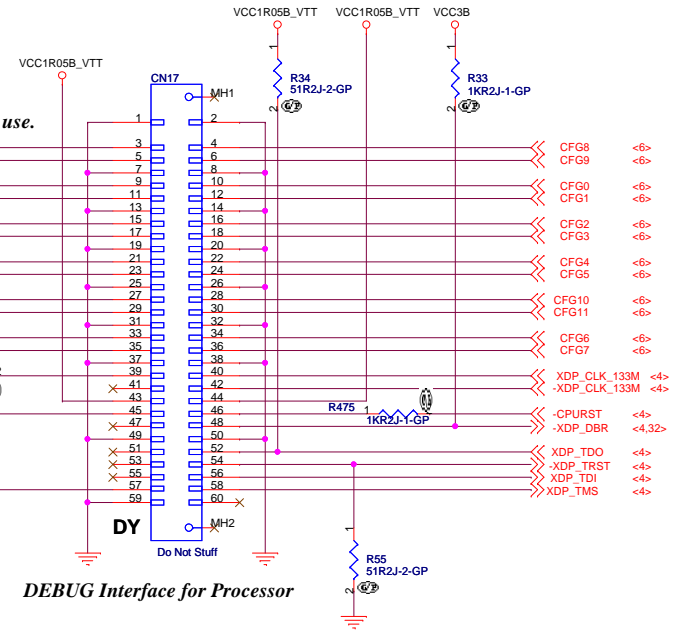 VCC1R05B_VTT VCC1R05B_VTT VCC3B
VCC1R05B_VTT
CN17
MH1
1 R34
51R2J-2-GP
2 G/P
1 R33
1KR2J-1-GP
2 G/P
use.
1 2
3 4 CFG8 <6>
5 6 CFG9 <6>
7 8
9 10 CFG0 <6>
11 12 CFG1 <6>
13 14
15 16 CFG2 <6>
17 18 CFG3 <6>
19 20
21 22 CFG4 <6>
23 24 CFG5 <6>
25 26
27 28 CFG10 <6>
29 30 CFG11 <6>
31 32
33 34 CFG6 <6>
35 36 CFG7 <6>
37 38
39 40 XDP_CLK_133M <4>
41 42 -XDP_CLK_133M <4>
43 44
45 46 R475 1 1KR2J-1-GP -CPURST <4>
47 48 -XDP_DBR <4,32>
49 50
51 52 XDP_TDO <4>
53 54 -XDP_TRST <4>
55 56 XDP_TDI <4>
57 58 XDP_TMS <4>
59 60
DY
MH2
Do Not Stuff
1 R55
51R2J-2-GP
2 G/P
DEBUG Interface for Processor